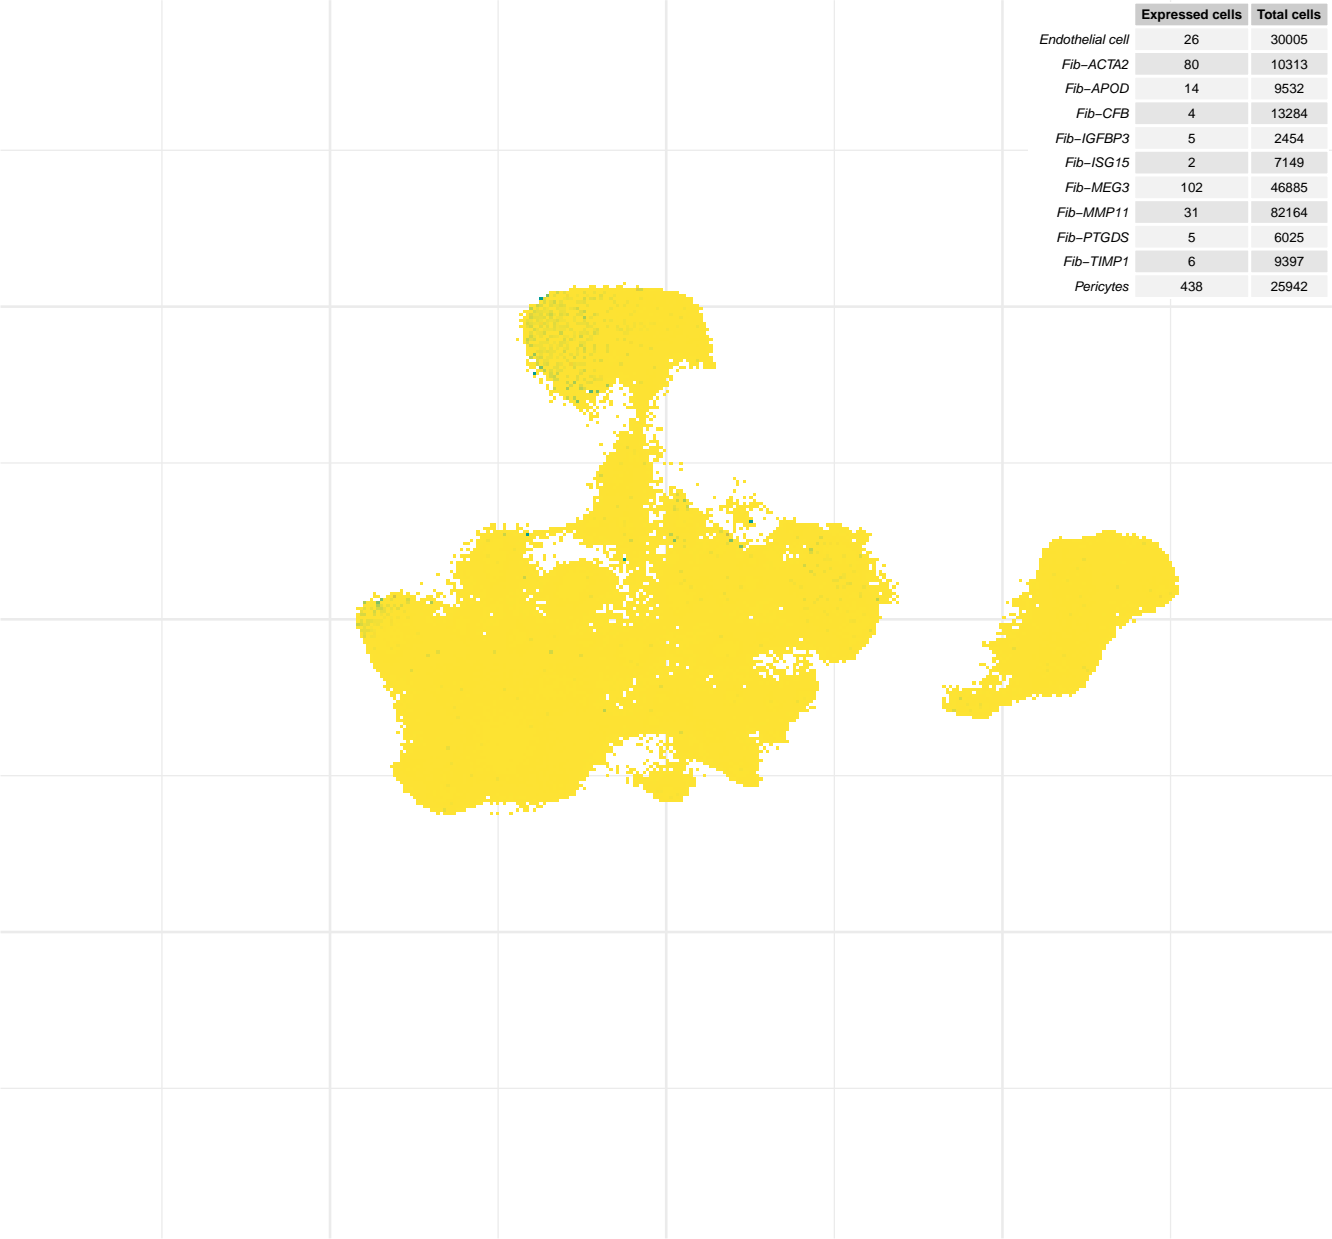 Expressed cells Total cells
Endothelial cell 26 30005
Fib−ACTA2 80 10313
Fib−APOD 14 9532
Fib−CFB 4 13284
Fib−IGFBP3 5 2454
Fib−ISG15 2 7149
Fib−MEG3 102 46885
Fib−MMP11 31 82164
Fib−PTGDS 5 6025
Fib−TIMP1 6 9397
Pericytes 438 25942